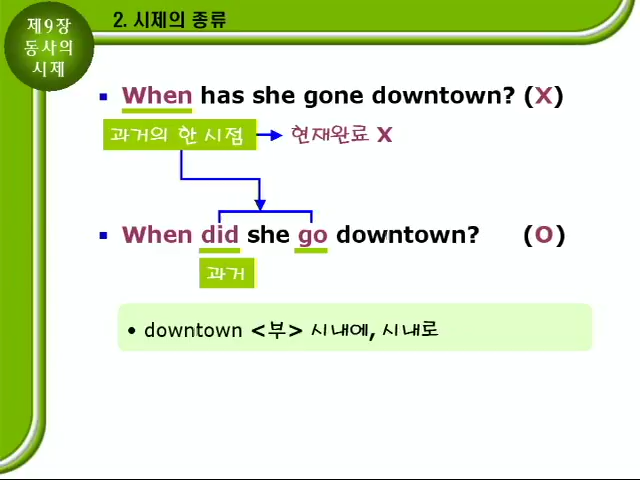 제9장
동사의
시제
2. 시제의 종류
▪ When has she gone downtown? (X)
과거의 한 시점 현재완료 X
▪ When did she go downtown? (O)
과거
• downtown <부> 시내에, 시내로